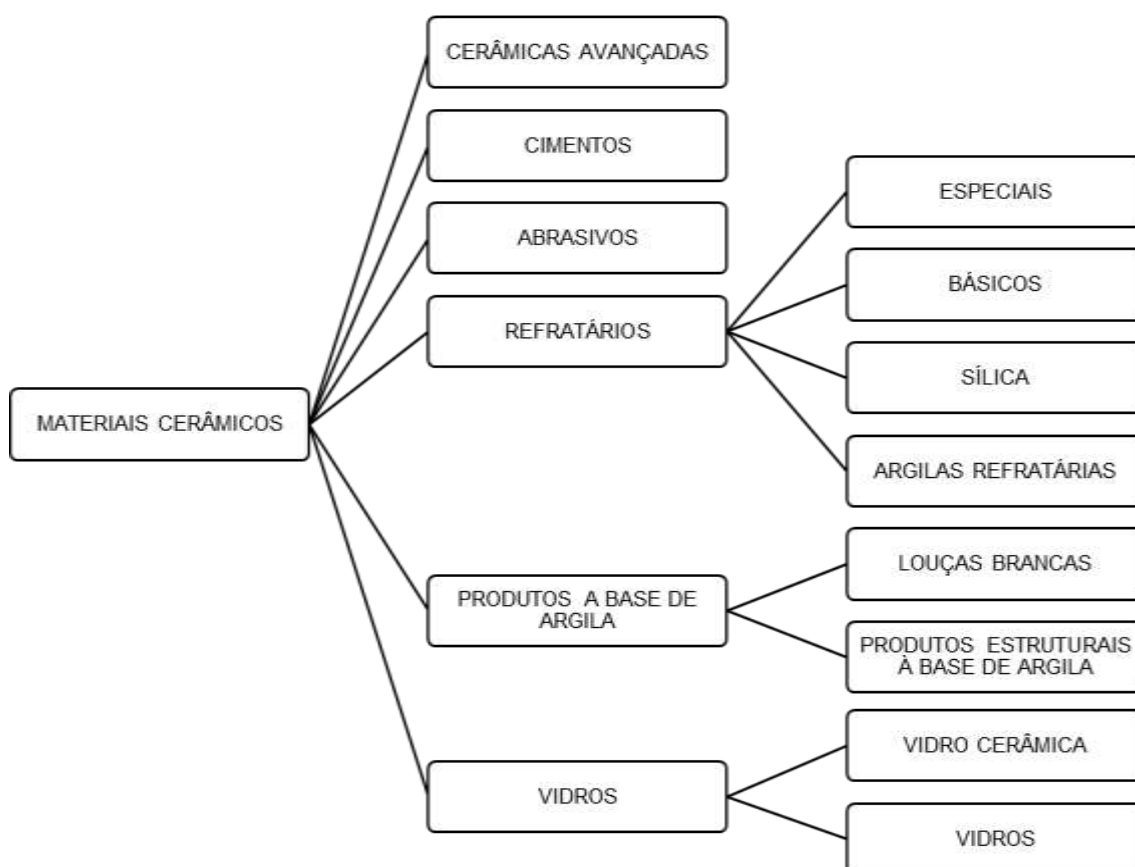 CERÂMICAS AVANÇADAS
CIMENTOS
ABRASIVOS
REFRATÁRIOS
ESPECIAIS
BÁSICOS
SÍLICA
ARGILAS REFRATÁRIAS
MATERIAIS CERÂMICOS
PRODUTOS A BASE DE
ARGILA
LOUÇAS BRANCAS
PRODUTOS ESTRUTURAIS
À BASE DE ARGILA
VIDROS
VIDRO CERÂMICA
VIDROS